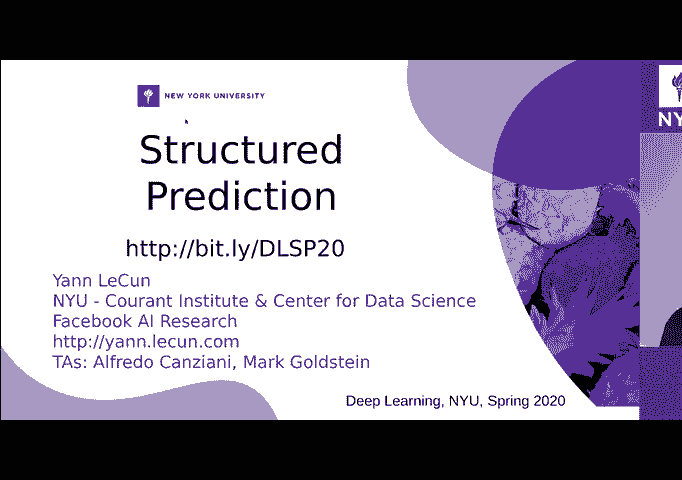 NEW YORK UNIVERSITY
Structured
Prediction
http://bit.ly/DLSP20
Yann LeCun
NYU - Courant Institute & Center for Data Science
Facebook AI Research
http://yann.lecun.com
TAs: Alfredo Canziani, Mark Goldstein
Deep Learning, NYU, Spring 2020
NY